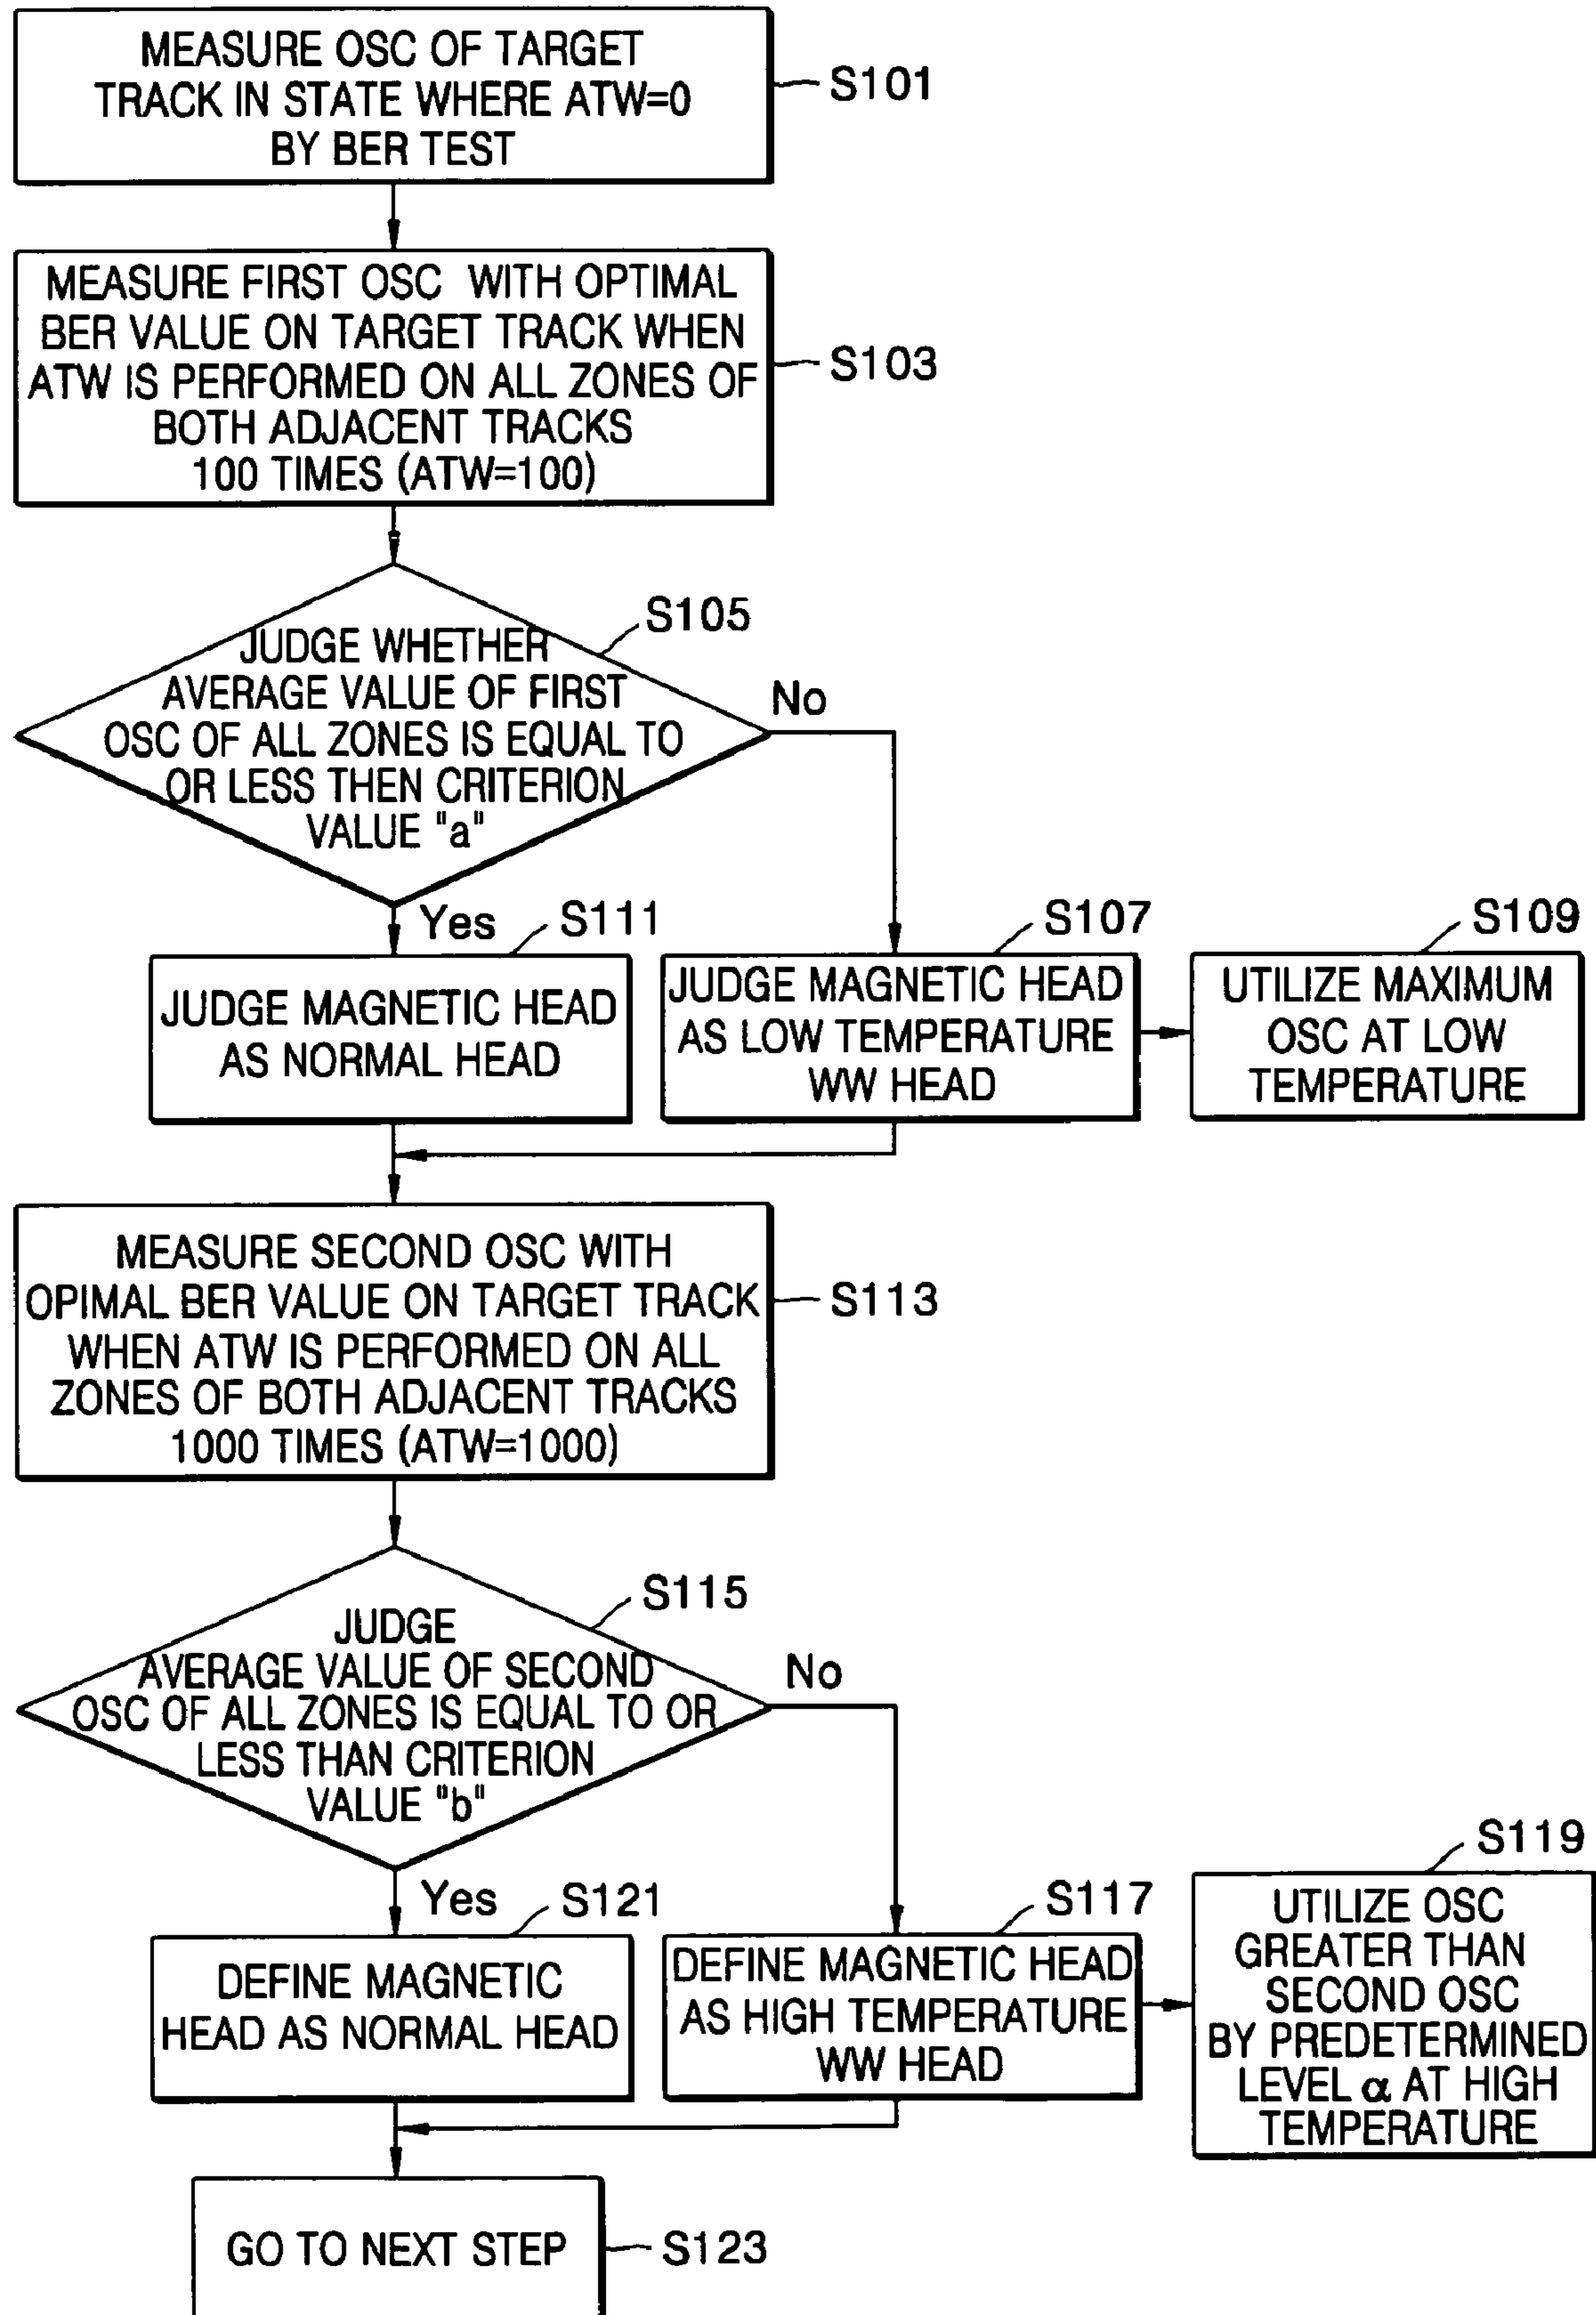 MEASURE OSC OF TARGET
TRACK IN STATE WHERE ATW=0
BY BER TEST
S101
MEASURE FIRST OSC WITH OPTIMAL
BER VALUE ON TARGET TRACK WHEN
ATW IS PERFORMED ON ALL ZONES OF
BOTH ADJACENT TRACKS
100 TIMES (ATW=100)
S103
S105
JUDGE WHETHER
AVERAGE VALUE OF FIRST
OSC OF ALL ZONES IS EQUAL TO
OR LESS THEN CRITERION
VALUE "a"
No
Yes
S111
JUDGE MAGNETIC HEAD
AS NORMAL HEAD
S107
JUDGE MAGNETIC HEAD
AS LOW TEMPERATURE
WW HEAD
S109
UTILIZE MAXIMUM
OSC AT LOW
TEMPERATURE
MEASURE SECOND OSC WITH
OPIMAL BER VALUE ON TARGET TRACK
WHEN ATW IS PERFORMED ON ALL
ZONES OF BOTH ADJACENT TRACKS
1000 TIMES (ATW=1000)
S113
S115
JUDGE
AVERAGE VALUE OF SECOND
OSC OF ALL ZONES IS EQUAL TO OR
LESS THAN CRITERION
VALUE "b"
No
Yes
S121
DEFINE MAGNETIC
HEAD AS NORMAL HEAD
S117
DEFINE MAGNETIC HEAD
AS HIGH TEMPERATURE
WW HEAD
S119
UTILIZE OSC
GREATER THAN
SECOND OSC
BY PREDETERMINED
LEVEL α AT HIGH
TEMPERATURE
GO TO NEXT STEP
S123